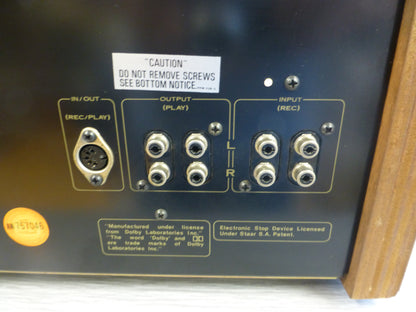 "CAUTION"
DO NOT REMOVE SCREWS
SEE BOTTOM NOTICE.
IN/OUT
(REC/PLAY)
OUTPUT
(PLAY)
INPUT
(REC)
L
R
"Manufactured under license
from Dolby Laboratories Inc."
"The word 'Dolby' and
are trade marks of Dolby
Laboratories Inc."
Electronic Stop Device Licensed
Under Staar S.A. Patent.